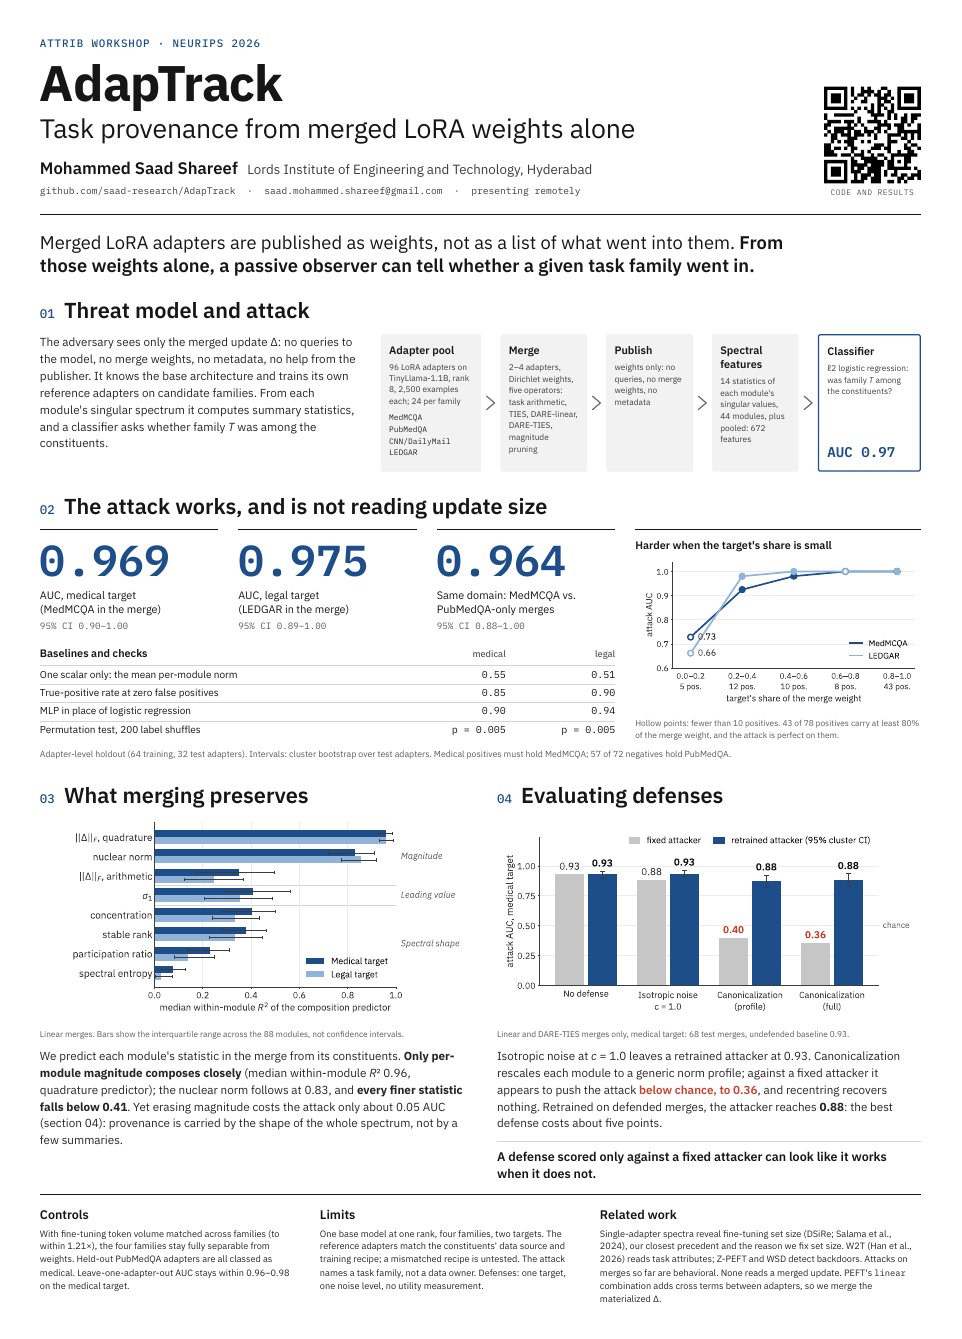 ATTRIB WORKSHOP · NEURIPS 2026
AdapTrack
Task provenance from merged LoRA weights alone
Mohammed Saad Shareef Lords Institute of Engineering and Technology, Hyderabad
github.com/saad-research/AdapTrack · saad.mohammed.shareef@gmail.com · presenting remotely
CODE AND RESULTS
Merged LoRA adapters are published as weights, not as a list of what went into them. From
those weights alone, a passive observer can tell whether a given task family went in.
01 Threat model and attack
The adversary sees only the merged update Δ: no queries to
the model, no merge weights, no metadata, no help from the
publisher. It knows the base architecture and trains its own
reference adapters on candidate families. From each
module's singular spectrum it computes summary statistics,
and a classifier asks whether family T was among the
constituents.
Adapter pool
96 LoRA adapters on
TinyLlama-1.1B, rank
8, 2,500 examples
each; 24 per family
MedMCQA
PubMedQA
CNN/DailyMail
LEDGAR
Merge
2–4 adapters,
Dirichlet weights,
five operators:
task arithmetic,
TIES, DARE-linear,
DARE-TIES,
magnitude
pruning
Publish
weights only: no
queries, no merge
weights, no
metadata
Spectral
features
14 statistics of
each module's
singular values,
44 modules, plus
pooled: 672
features
Classifier
ℓ2 logistic regression:
was family T among
the constituents?
AUC 0.97
02 The attack works, and is not reading update size
0.969
AUC, medical target
(MedMCQA in the merge)
95% CI 0.90–1.00
0.975
AUC, legal target
(LEDGAR in the merge)
95% CI 0.89–1.00
0.964
Same domain: MedMCQA vs.
PubMedQA-only merges
95% CI 0.88–1.00
Baselines and checks medical legal
One scalar only: the mean per-module norm 0.55 0.51
True-positive rate at zero false positives 0.85 0.90
MLP in place of logistic regression 0.90 0.94
Permutation test, 200 label shuffles p = 0.005 p = 0.005
Harder when the target's share is small
attack AUC
1.0
0.9
0.8
0.7
0.6
0.73
0.66
MedMCQA
LEDGAR
0.0–0.2 0.2–0.4 0.4–0.6 0.6–0.8 0.8–1.0
5 pos. 12 pos. 10 pos. 8 pos. 43 pos.
target's share of the merge weight
Hollow points: fewer than 10 positives. 43 of 78 positives carry at least 80%
of the merge weight, and the attack is perfect on them.
Adapter-level holdout (64 training, 32 test adapters). Intervals: cluster bootstrap over test adapters. Medical positives must hold MedMCQA; 57 of 72 negatives hold PubMedQA.
03 What merging preserves
||Δ||F, quadrature
nuclear norm
||Δ||F, arithmetic
σ1
concentration
stable rank
participation ratio
spectral entropy
Magnitude
Leading value
Spectral shape
Medical target
Legal target
0.0 0.2 0.4 0.6 0.8 1.0
median within-module R² of the composition predictor
Linear merges. Bars show the interquartile range across the 88 modules, not confidence intervals.
We predict each module's statistic in the merge from its constituents. Only per-
module magnitude composes closely (median within-module R² 0.96,
quadrature predictor); the nuclear norm follows at 0.83, and every finer statistic
falls below 0.41. Yet erasing magnitude costs the attack only about 0.05 AUC
(section 04): provenance is carried by the shape of the whole spectrum, not by a
few summaries.
04 Evaluating defenses
fixed attacker retrained attacker (95% cluster CI)
attack AUC, medical target
1.00
0.75
0.50
0.25
0.00
0.93 0.93
0.88 0.93
0.40 0.88
0.36 0.88
chance
No defense Isotropic noise Canonicalization Canonicalization
c = 1.0 (profile) (full)
Linear and DARE-TIES merges only, medical target: 68 test merges, undefended baseline 0.93.
Isotropic noise at c = 1.0 leaves a retrained attacker at 0.93. Canonicalization
rescales each module to a generic norm profile; against a fixed attacker it
appears to push the attack below chance, to 0.36, and recentring recovers
nothing. Retrained on defended merges, the attacker reaches 0.88: the best
defense costs about five points.
A defense scored only against a fixed attacker can look like it works
when it does not.
Controls
With fine-tuning token volume matched across families (to
within 1.21×), the four families stay fully separable from
weights. Held-out PubMedQA adapters are all classed as
medical. Leave-one-adapter-out AUC stays within 0.96–0.98
on the medical target.
Limits
One base model at one rank, four families, two targets. The
reference adapters match the constituents' data source and
training recipe; a mismatched recipe is untested. The attack
names a task family, not a data owner. Defenses: one target,
one noise level, no utility measurement.
Related work
Single-adapter spectra reveal fine-tuning set size (DSiRe; Salama et al.,
2024), our closest precedent and the reason we fix set size. W2T (Han et al.,
2026) reads task attributes; Z-PEFT and WSD detect backdoors. Attacks on
merges so far are behavioral. None reads a merged update. PEFT's linear
combination adds cross terms between adapters, so we merge the
materialized Δ.